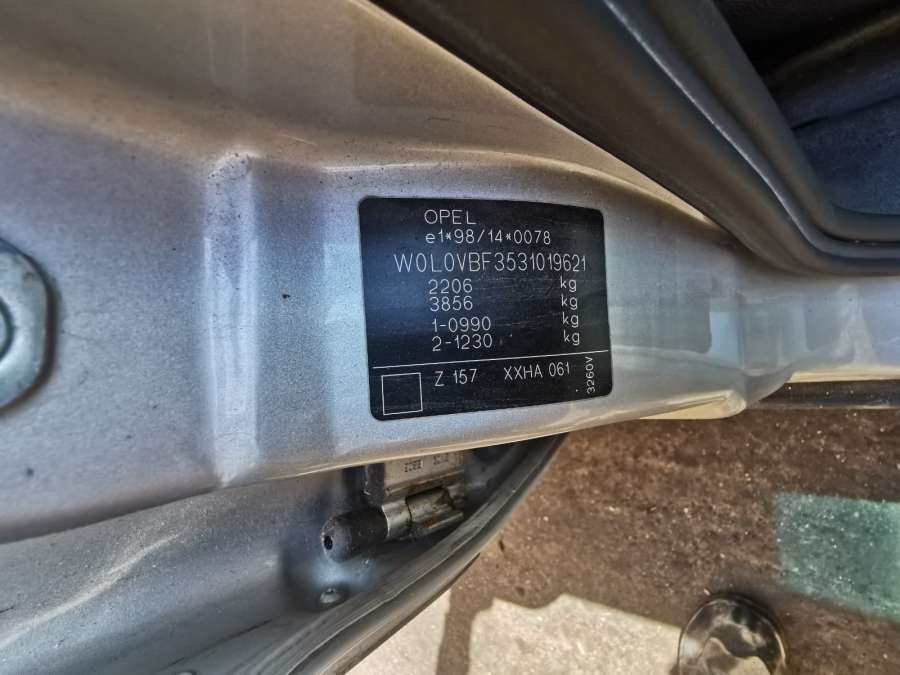 OPEL
e1*98/14*0078
W0L0VBF3531019621
2206 kg
3856 kg
1-0990 kg
2-1230 kg
Z 157 XXHA 061
3260V